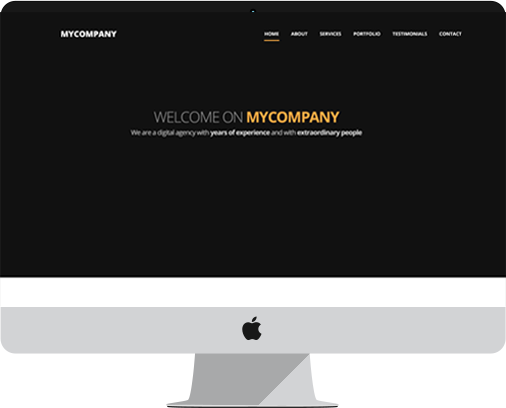 MYCOMPANY
HOME ABOUT SERVICES PORTFOLIO TESTIMONIALS CONTACT
WELCOME ON MYCOMPANY
We are a digital agency with years of experience and with extraordinary people